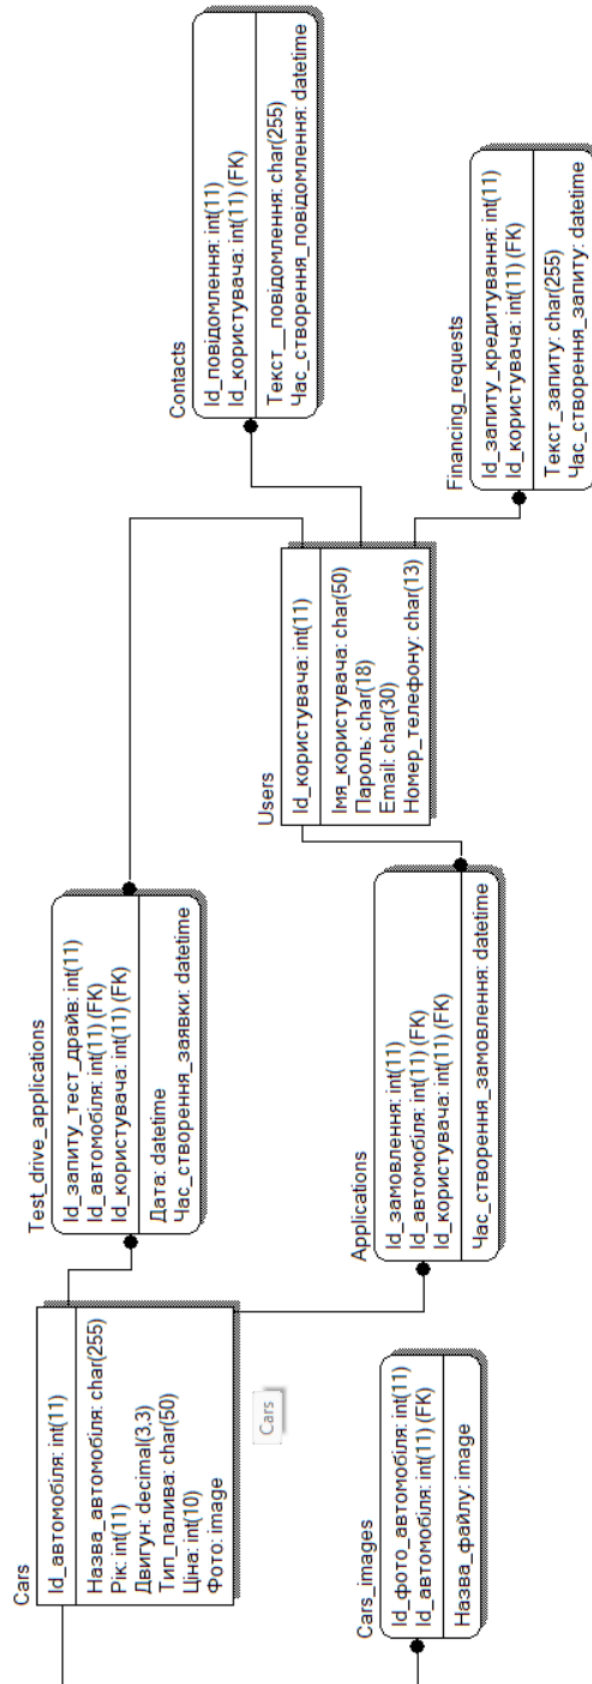 Cars
Id_автомобіля: int(11)
Назва_автомобіля: char(255)
Рік: int(11)
Двигун: decimal(3,3)
Тип_палива: char(50)
Ціна: int(10)
Фото: image
Cars
Cars_images
Id_фото_автомобіля: int(11)
Id_автомобіля: int(11) (FK)
Назва_файлу: image
Test_drive_applications
Id_запиту_тест_драйв: int(11)
Id_автомобіля: int(11) (FK)
Id_користувача: int(11) (FK)
Дата: datetime
Час_створення_заявки: datetime
Applications
Id_замовлення: int(11)
Id_автомобіля: int(11) (FK)
Id_користувача: int(11) (FK)
Час_створення_замовлення: datetime
Users
Id_користувача: int(11)
Імя_користувача: char(50)
Пароль: char(18)
Email: char(30)
Номер_телефону: char(13)
Contacts
Id_повідомлення: int(11)
Id_користувача: int(11) (FK)
Текст__повідомлення: char(255)
Час_створення_повідомлення: datetime
Financing_requests
Id_запиту_кредитування: int(11)
Id_користувача: int(11) (FK)
Текст_запиту: char(255)
Час_створення_запиту: datetime